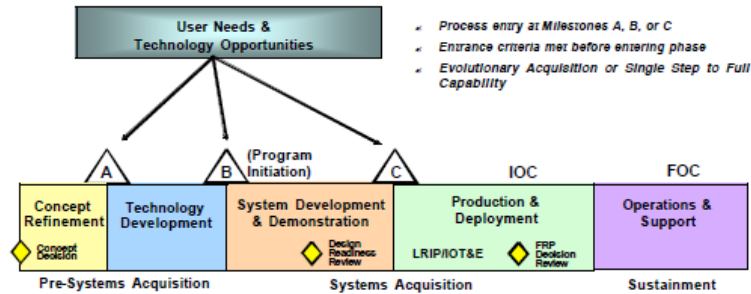 User Needs &
Technology Opportunities
Process entry at Milestones A, B, or C
Entrance criteria met before entering phase
Evolutionary Acquisition or Single Step to Full
Capability
A
B
(Program
Initiation)
C
IOC
FOC
Concept
Refinement
Technology
Development
System Development
& Demonstration
Production &
Deployment
Operations &
Support
Concept
Decision
Design
Readiness
Review
LRIP/IOT&E
FRP
Decision
Review
Pre-Systems Acquisition
Systems Acquisition
Sustainment